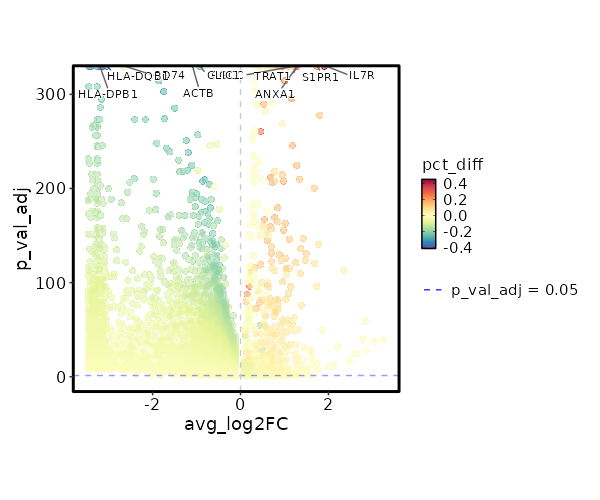 HLA-DQB1
CD74
TRAT1
S1PR1
IL7R
HLA-DPB1
ACTB
ANXA1
300
200
100
0
p_val_adj
-2
0
2
avg_log2FC
pct_diff
0.4
0.2
0.0
-0.2
-0.4
p_val_adj = 0.05